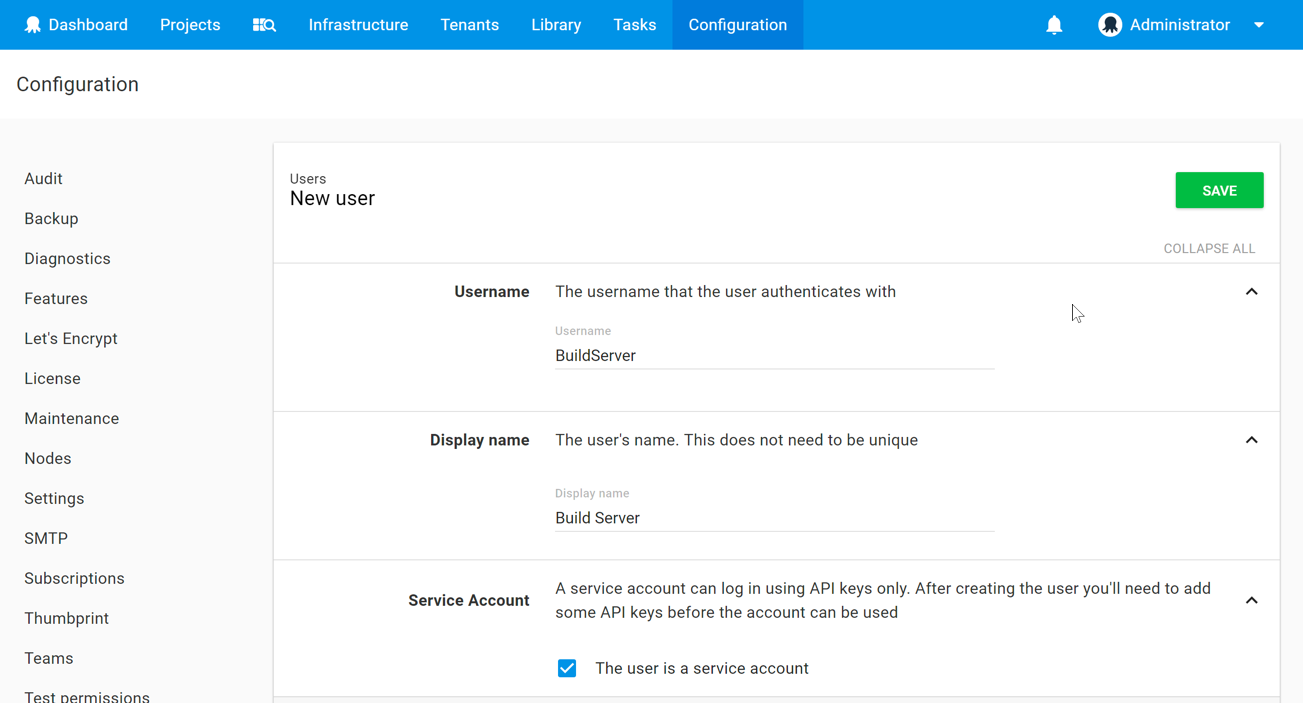 Dashboard Projects Infrastructure Tenants Library Tasks Configuration Administrator
Configuration
Audit
Backup
Diagnostics
Features
Let's Encrypt
License
Maintenance
Nodes
Settings
SMTP
Subscriptions
Thumbprint
Teams
Test permissions
Users
New user
SAVE
COLLAPSE ALL
Username The username that the user authenticates with
Username
BuildServer
Display name The user's name. This does not need to be unique
Display name
Build Server
Service Account A service account can log in using API keys only. After creating the user you'll need to add
some API keys before the account can be used
The user is a service account